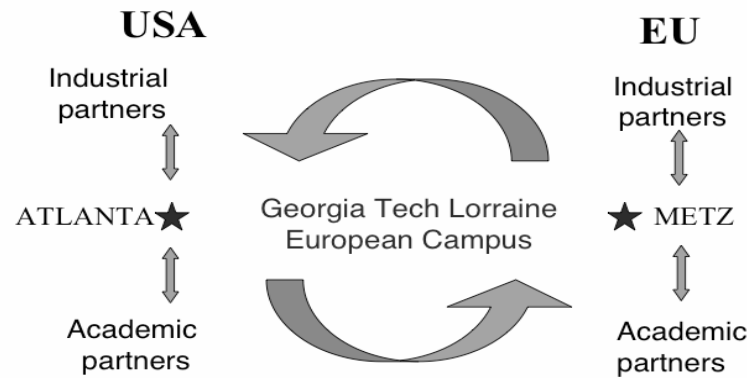 USA
EU
Industrial
partners
Industrial
partners
ATLANTA
Georgia Tech Lorraine
European Campus
METZ
Academic
partners
Academic
partners